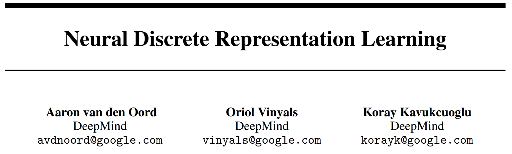 Neural Discrete Representation Learning
Aaron van den Oord
DeepMind
avdnoord@google.com
Oriol Vinyals
DeepMind
vinyals@google.com
Koray Kavukcuoglu
DeepMind
korayk@google.com